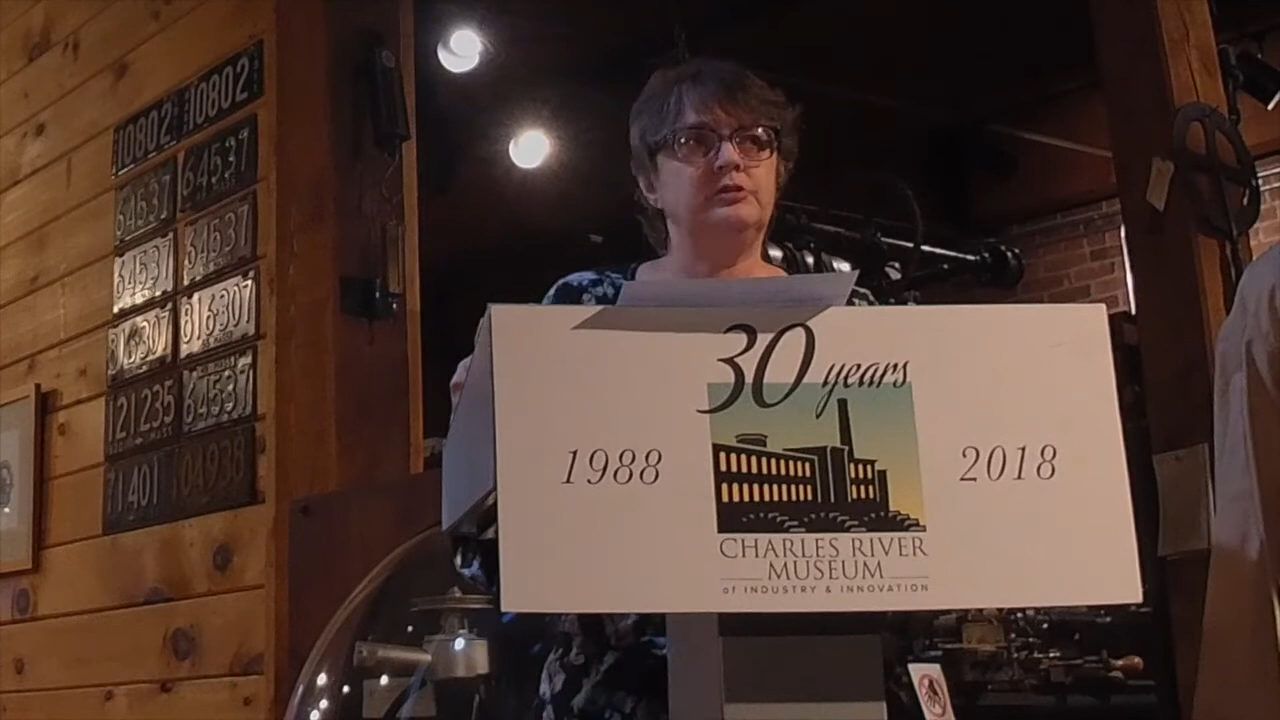 10802 10802
64537 64537
64537 64537
816307 816307
121235 64537
MASS
71401 04938
30 years
1988
2018
CHARLES RIVER
MUSEUM
of INDUSTRY & INNOVATION